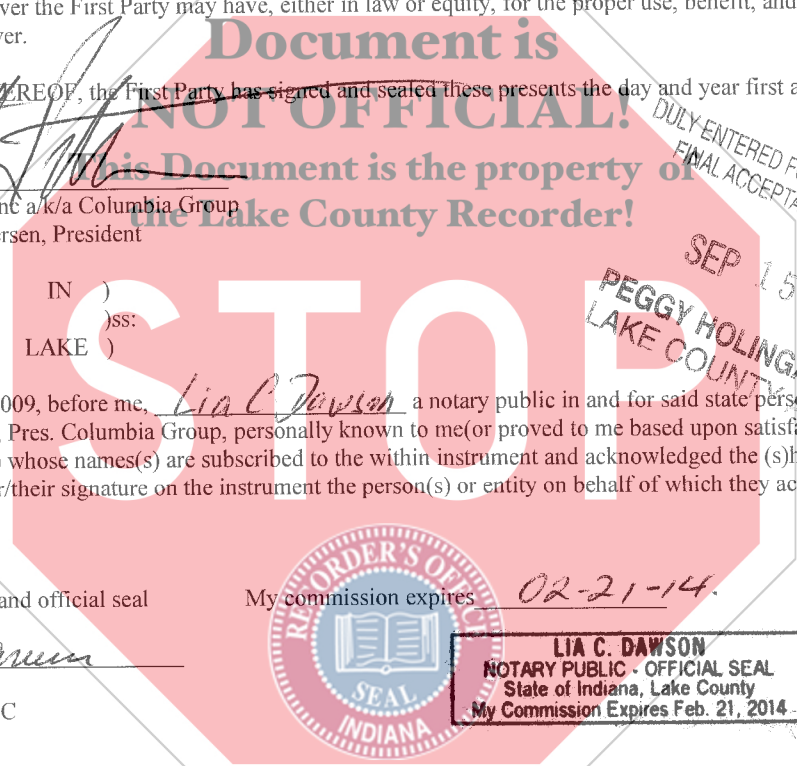 ver the First Party may have, either in law or equity, for the proper use, benefit, and
ver.
Document is
EREOF, the First Party has signed and sealed these presents the day and year first a
NOT OFFICIAL!
DULY ENTERED F
FINAL ACCEPTA
This Document is the property of
nc a/k/a Columbia Group
the Lake County Recorder!
rsen, President
SEP 15
IN )
PEGGY HOLINGA
)ss:
LAKE COUNTY
LAKE )
STOP
009, before me, Lia C Dawson a notary public in and for said state pers
, Pres. Columbia Group, personally known to me(or proved to me based upon satisfa
whose names(s) are subscribed to the within instrument and acknowledged the (s)h
r/their signature on the instrument the person(s) or entity on behalf of which they ac
RECORDER'S OFFICE
and official seal My commission expires 02-21-14.
SEAL
INDIANA
LIA C. DAWSON
NOTARY PUBLIC - OFFICIAL SEAL
State of Indiana, Lake County
My Commission Expires Feb. 21, 2014
C